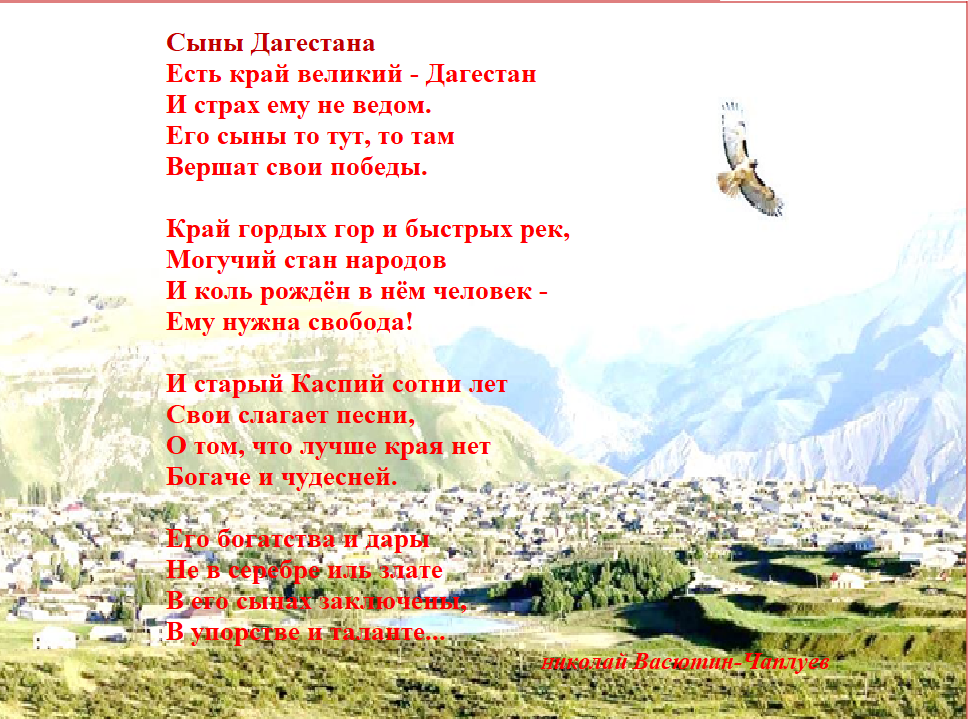 Сыны Дагестана
Есть край великий - Дагестан
И страх ему не ведом.
Его сыны то тут, то там
Вершат свои победы.
Край гордых гор и быстрых рек,
Могучий стан народов
И коль рождён в нём человек -
Ему нужна свобода!
И старый Каспий сотни лет
Свои слагает песни,
О том, что лучше края нет
Богаче и чудесней.
Его богатства и дары
Не в серебре иль злате
В его сынах заключены,
В упорстве и таланте...
николай Васютин-Чаплуев